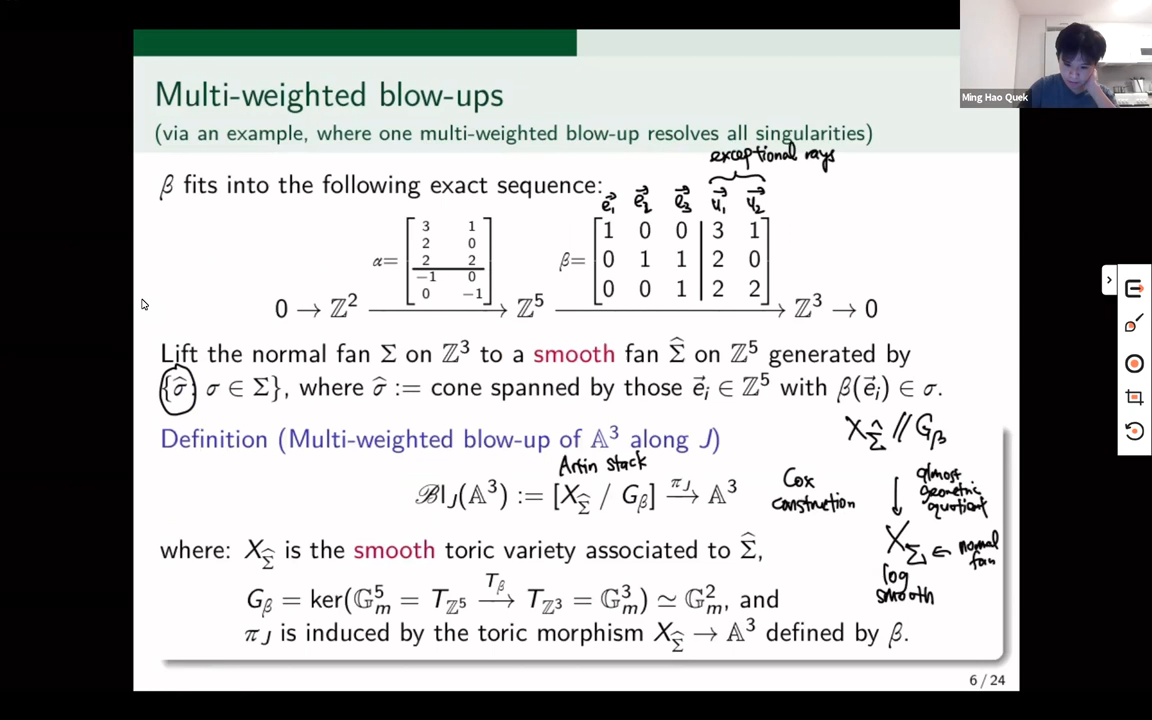 Ming Hao Quek
Multi-weighted blow-ups
(via an example, where one multi-weighted blow-up resolves all singularities)
exceptional rays
β fits into the following exact sequence:
e⃗₁ e⃗₂ e⃗₃ u⃗₁ u⃗₂
α= [3 1
2 0
2 2
−1 0
0 −1]
β= [1 0 0 | 3 1
0 1 1 | 2 0
0 0 1 | 2 2]
0 → ℤ² → ℤ⁵ → ℤ³ → 0
Lift the normal fan Σ on ℤ³ to a smooth fan Σ̂ on ℤ⁵ generated by
{σ̂: σ ∈ Σ}, where σ̂ := cone spanned by those e⃗ᵢ ∈ ℤ⁵ with β(e⃗ᵢ) ∈ σ.
X_Σ̂ // G_β
Definition (Multi-weighted blow-up of 𝔸³ along J)
Artin stack
ℬl_J(𝔸³) := [X_Σ̂ / G_β] →^{π_J} 𝔸³
Cox
construction
almost
geometric
quotient
X_Σ ← normal
fan
log
smooth
where: X_Σ̂ is the smooth toric variety associated to Σ̂,
G_β = ker(𝔾⁵ₘ = T_ℤ⁵ →^{T_β} T_ℤ³ = 𝔾³ₘ) ≃ 𝔾²ₘ, and
π_J is induced by the toric morphism X_Σ̂ → 𝔸³ defined by β.
6 / 24